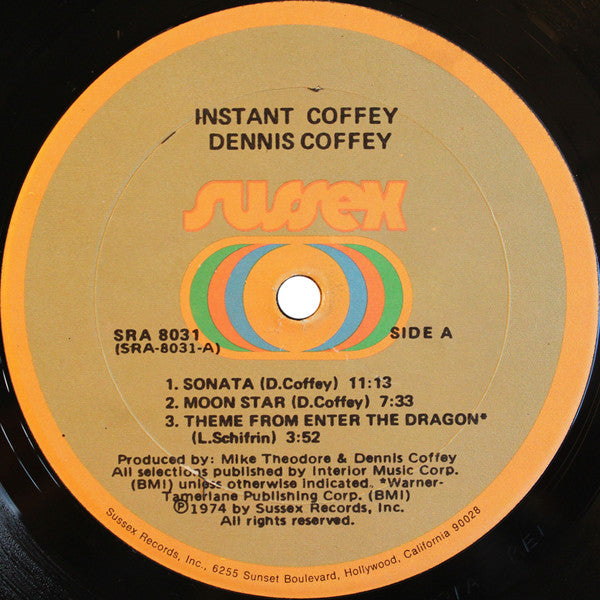 INSTANT COFFEY
DENNIS COFFEY
sussex
SRA 8031
(SRA-8031-A)
SIDE A
1. SONATA (D.Coffey) 11:13
2. MOON STAR (D.Coffey) 7:33
3. THEME FROM ENTER THE DRAGON*
(L.Schifrin) 3:52
Produced by: Mike Theodore & Dennis Coffey
All selections published by Interior Music Corp.
(BMI) unless otherwise indicated. *Warner-
Tamerlane Publishing Corp. (BMI)
Ⓟ1974 by Sussex Records, Inc.
All rights reserved.
Sussex Records, Inc., 6255 Sunset Boulevard, Hollywood, California 90028